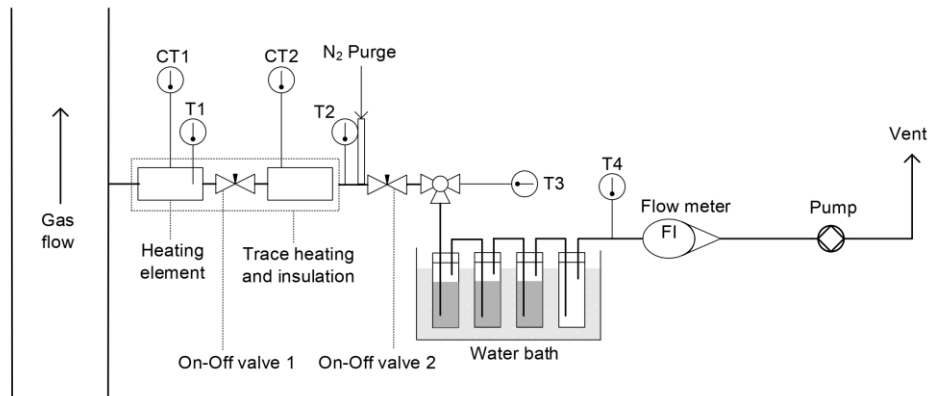 CT1
CT2
N₂ Purge
T1
T2
Vent
T3
T4
Gas
flow
Flow meter
FI
Pump
Heating
element
Trace heating
and insulation
On-Off valve 1
On-Off valve 2
Water bath